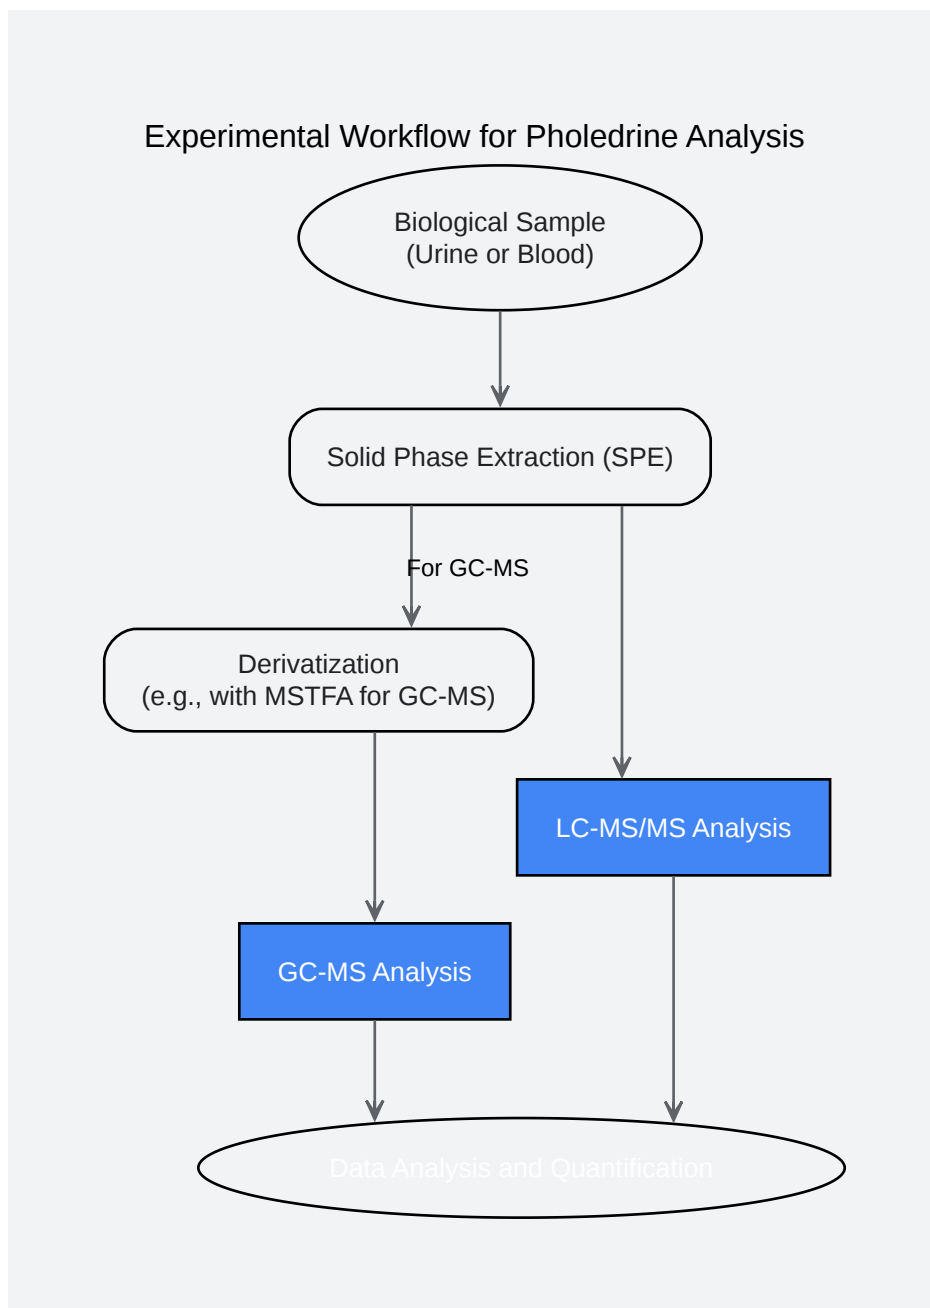 Experimental Workflow for Pholedrine Analysis
Biological Sample
(Urine or Blood)
Solid Phase Extraction (SPE)
For GC-MS
Derivatization
(e.g., with MSTFA for GC-MS)
LC-MS/MS Analysis
GC-MS Analysis
Data Analysis and Quantification